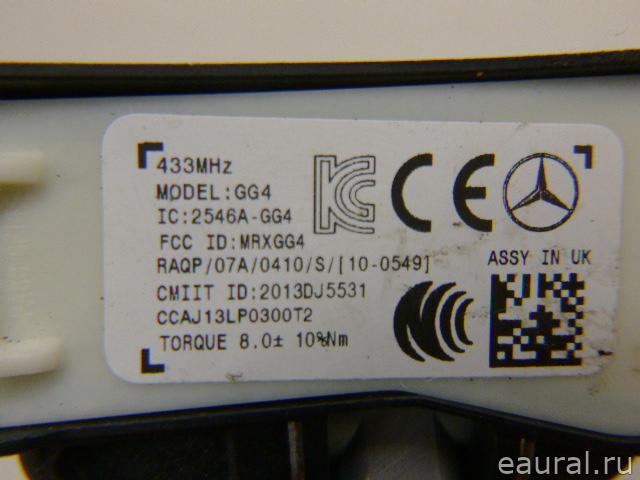 433MHz
MODEL:GG4
IC:2546A-GG4
FCC ID:MRXGG4
RAQP/07A/0410/S/[10-0549]
CMIIT ID:2013DJ5531
CCAJ13LP0300T2
TORQUE 8.0± 10%Nm
CE
ASSY IN UK
eaural.ru